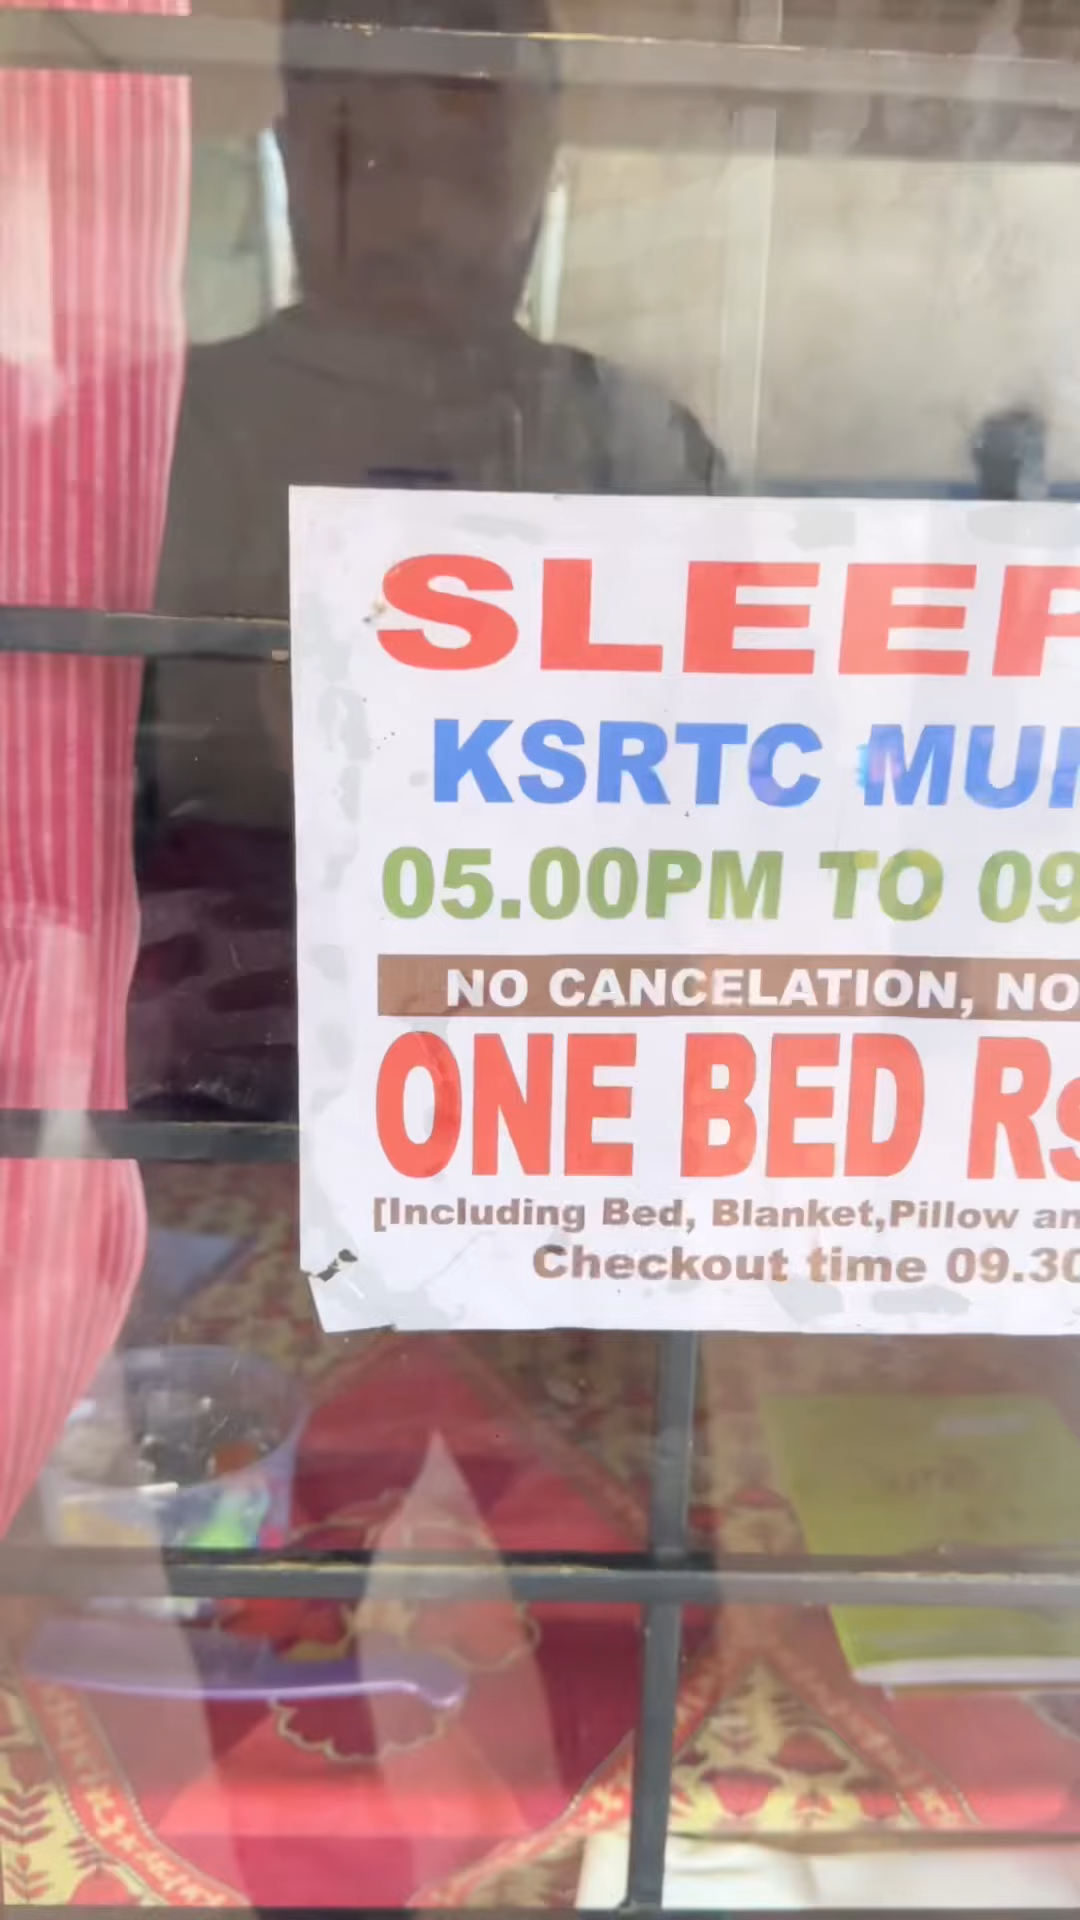 SLEEP
KSRTC MU
05.00PM TO 09
NO CANCELATION, NO
ONE BED Rs
[Including Bed, Blanket,Pillow an
Checkout time 09.30